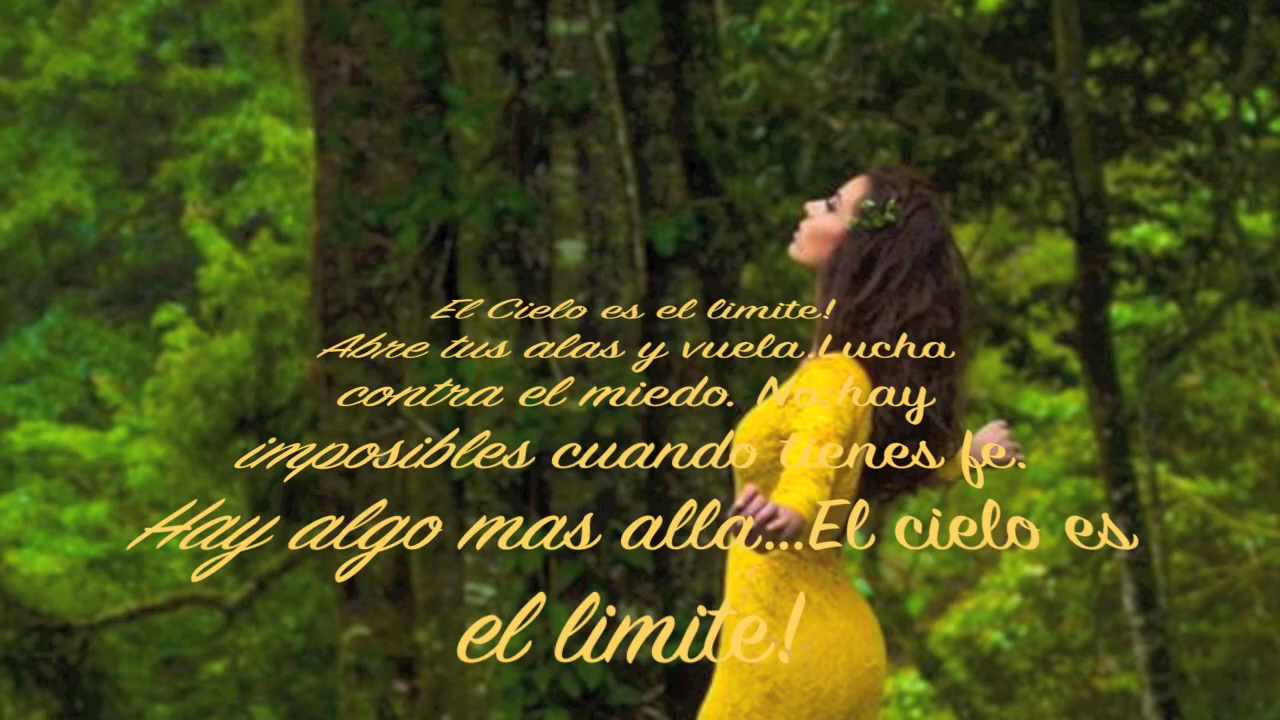 El Cielo es el limite!
Abre tus alas y vuela.Lucha
contra el miedo. No hay
imposibles cuando tienes fe.
Hay algo mas alla...El cielo es
el limite!